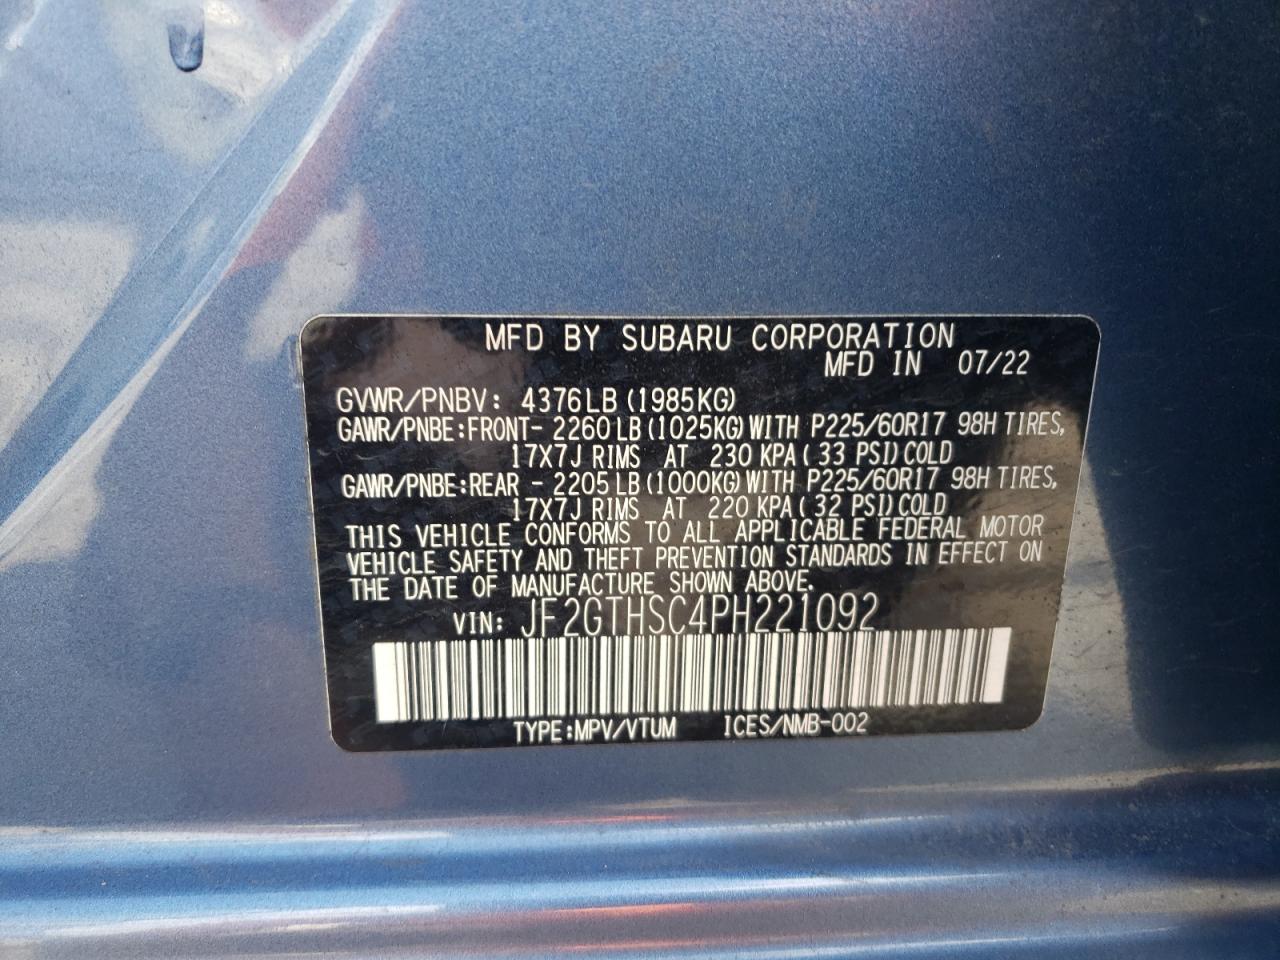 MFD BY SUBARU CORPORATION
MFD IN 07/22
GVWR/PNBV: 4376LB (1985KG)
GAWR/PNBE:FRONT- 2260LB (1025KG) WITH P225/60R17 98H TIRES,
17X7J RIMS AT 230 KPA ( 33 PSI) COLD
GAWR/PNBE:REAR - 2205LB (1000KG) WITH P225/60R17 98H TIRES,
17X7J RIMS AT 220 KPA ( 32 PSI) COLD
THIS VEHICLE CONFORMS TO ALL APPLICABLE FEDERAL MOTOR
VEHICLE SAFETY AND THEFT PREVENTION STANDARDS IN EFFECT ON
THE DATE OF MANUFACTURE SHOWN ABOVE.
VIN: JF2GTHSC4PH221092
TYPE:MPV/VTUM ICES/NMB-002